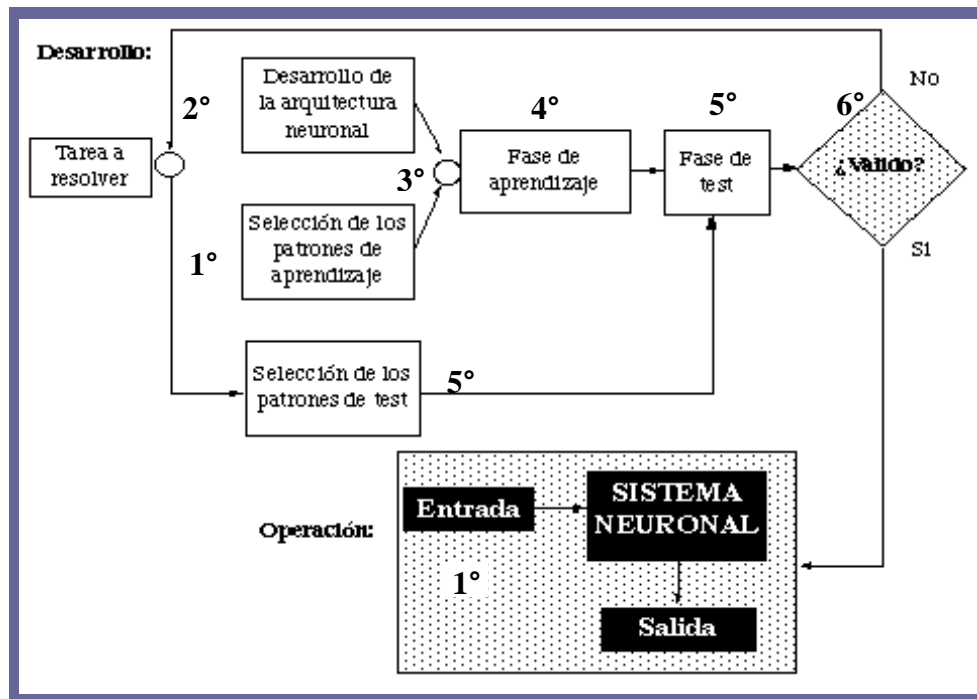 Desarrollo:
No
2°
Desarrollo de
la arquitectura
neuronal
4°
5°
6°
Tarea a
resolver
3°
Fase de
aprendizaje
Fase de
test
¿Valido?
1°
Selección de los
patrones de
aprendizaje
Si
Selección de los
patrones de test
5°
Operación:
Entrada
SISTEMA
NEURONAL
1°
Salida